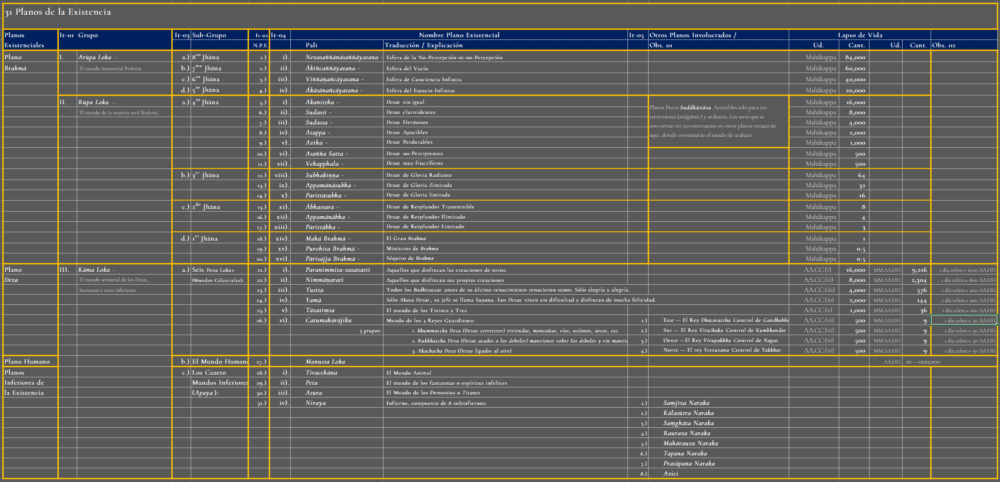 31 Planos de la Existencia
Planos It-01 Grupo It-03 Sub-Grupo It-02 It-04 Nombre Plano Existencial It-05 Otros Planos Involucrados / Lapso de Vida
Existenciales N.P.E. Pali Traducción / Explicación Obs. 01 Ud. Cant. Ud. Cant. Obs. 02
Plano I. Arūpa Loka - a.) 8vo Jhāna 1.) i). Nevasaññānāsaññāyatana - Esfera de la No-Percepción-ni-no-Percepción Mahākappa 84,000
Brahmā El mundo inmaterial Brahmā. b.) 7mo Jhāna 2.) ii). Ākiñcaññāyatana - Esfera del Vacío Mahākappa 60,000
c.) 6to Jhāna 3.) iii). Viññāṇañcāyatana - Esfera de Conciencia Infinita Mahākappa 40,000
d.) 5to Jhāna 4.) iv). Ákāsānañcāyatana - Esfera del Espacio Infinito Mahākappa 20,000
II. Rūpa Loka - a.) 4to Jhāna 5.) i). Akanittha - Devas sin igual Mahākappa 16,000
El mundo de la materia sutil Brahmā. 6.) ii). Sudassī - Devas clarividentes Mahākappa 8,000
7.) iii). Sudassa - Devas Hermosos Mahākappa 4,000
8.) iv). Atappa - Devas Apacibles Mahākappa 2,000
9.) v). Aviha - Devas Perdurables Mahākappa 1,000
Planos Puros Suddhāvāsa Accesibles solo para no-
retornantes (anāgāmis) y arahants. Los seres que se
conviertan en no-retornantes en otros planos renacerán
aquí, donde consumarán el estado de arahant.
10.) vi). Asañña Satta - Devas no-Percipientes Mahākappa 500
11.) vii). Vehapphala - Devas muy fructíferos Mahākappa 500
b.) 3er Jhāna 12.) viii). Subhakiṇṇa - Devas de Gloria Radiante Mahākappa 64
13.) ix). Appamānāsubha - Devas de Gloria ilimitada Mahākappa 32
14.) x). Parittāsubha - Devas de Gloria limitada Mahākappa 16
c.) 2do Jhāna 15.) xi). Ābhassara - Devas de Resplandor Transmisible Mahākappa 8
16.) xii). Appamānābha - Devas de Resplandor Ilimitado Mahākappa 4
17.) xiii). Parittābha - Devas de Resplandor Limitado Mahākappa 3
d.) 1er Jhāna 18.) xiv). Mahā Brahmā - El Gran Brahma Mahākappa 1
19.) xv). Purohita Brahmā - Ministros de Brahma Mahākappa 0.5
20.) xvi). Pārisajja Brahmā - Séquito de Brahma Mahākappa 0.5
Plano III. Kāma Loka - a.) Seis Deva Lokas 21.) i). Paranimmita-vasavatti Aquellos que disfrutan las creaciones de otros. AA.CC.(i) 16,000 MM.AA.HH. 9,216 1 día celest.= 1600 AA.HH.
Deva El mundo sensorial de los Devas, (Mundos Celestiales): 22.) ii). Nimmāṇarati Aquellos que disfrutan sus propias creaciones AA.CC.(ii) 8,000 MM.AA.HH. 2,304 1 día celest.= 800 AA.HH.
humanos y seres inferiores. 23.) iii). Tusita Todos los Bodhisattas antes de su último renacimiento renacieron sanos. Sólo alegría y alegría. AA.CC.(iii) 4,000 MM.AA.HH. 576 1 día celest.= 400 AA.HH.
24.) iv). Yamā Sólo Akasa Devas, su jefe se llama Suyana. Los Devas viven sin dificultad y disfrutan de mucha felicidad. AA.CC.(iv) 2,000 MM.AA.HH. 144 1 día celest.= 200 AA.HH.
25.) v). Tāvatiṃsa El mundo de los Treinta y Tres AA.CC.(v) 1,000 MM.AA.HH. 36 1 día celest.= 100 AA.HH.
26.) vi). Catumahārājika Mundo de los 4 Reyes Guardianes: 1.) Este — El Rey Dhatarattha Control de Gandhabba AA.CC.(vi) 500 MM.AA.HH. 9 1 día celest.= 50 AA.HH.
3 grupos: 1. Bhummattha Deva (Devas terrestres) viviendas, montañas, ríos, océanos, arcos, etc. 2.) Sur — El Rey Viruihaka Control de Kumbhandas AA.CC.(vi) 500 MM.AA.HH. 9 1 día celest.= 50 AA.HH.
2. Rukkhattha Deva (Devas atados a los árboles) mansiones sobre los árboles y sin mansio 3.) Oeste —El Rey Virupakkha Control de Nagas AA.CC.(vi) 500 MM.AA.HH. 9 1 día celest.= 50 AA.HH.
3. Akachatha Deva (Devas ligados al aire) 4.) Norte — El rey Vessuvana Control de Yakkhas AA.CC.(vi) 500 MM.AA.HH. 9 1 día celest.= 50 AA.HH.
Plano Humano b.) El Mundo Human 27.) Manussa Loka AA.HH. 10 - >100,000
Planos c.) Los Cuatro 28.) i). Tiracchāna El Mundo Animal
Inferiores de Mundos Inferiores 29.) ii). Peta El mundo de los fantasmas o espíritus infelices
la Existencia (Apaya): 30.) iii). Asura El Mundo de los Demonios o Titanes
31.) iv). Niraya Infierno, compuesto de 8 subinfiernos: 1.) Saṃjiva Naraka
2.) Kālasūtra Naraka
3.) Saṃghāta Naraka
4.) Raurava Naraka
5.) Mahārauva Naraka
6.) Tapana Naraka
7.) Pratāpana Naraka
8.) Avici